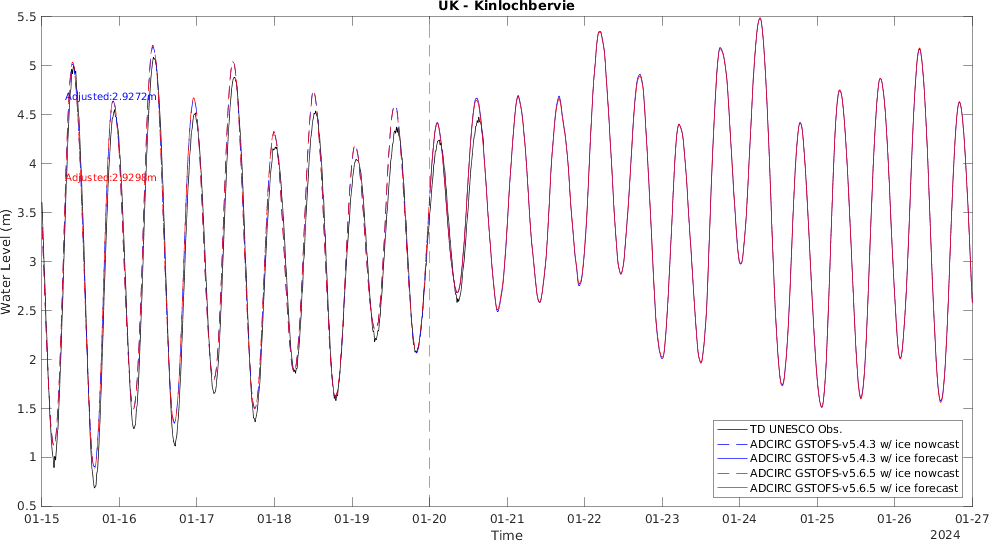 UK - Kinlochbervie
5.5
5
4.5
4
3.5
3
2.5
2
1.5
1
0.5
Water Level (m)
Adjusted:2.9272m
Adjusted:2.9298m
TD UNESCO Obs.
ADCIRC GSTOFS-v5.4.3 w/ ice nowcast
ADCIRC GSTOFS-v5.4.3 w/ ice forecast
ADCIRC GSTOFS-v5.6.5 w/ ice nowcast
ADCIRC GSTOFS-v5.6.5 w/ ice forecast
01-15 01-16 01-17 01-18 01-19 01-20 01-21 01-22 01-23 01-24 01-25 01-26 01-27
Time
2024